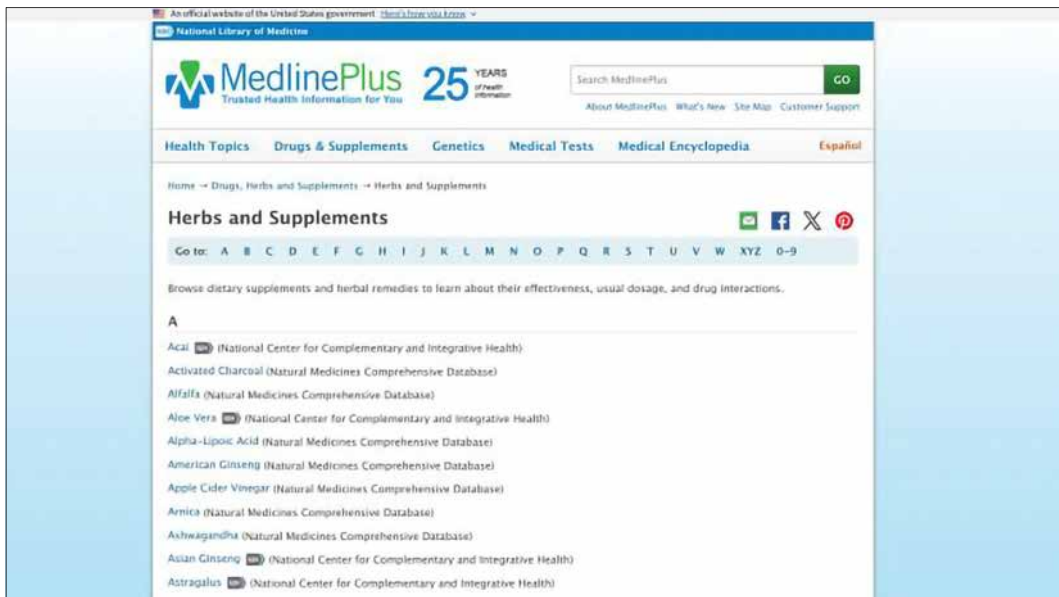 An official website of the United States government Here's how you know
NIH National Library of Medicine
MedlinePlus
Trusted Health Information for You
25 YEARS
of health
information
Search MedlinePlus
GO
About MedlinePlus What's New Site Map Customer Support
Health Topics Drugs & Supplements Genetics Medical Tests Medical Encyclopedia Español
Home → Drugs, Herbs and Supplements → Herbs and Supplements
Herbs and Supplements
Go to: A B C D E F G H I J K L M N O P Q R S T U V W XYZ 0-9
Browse dietary supplements and herbal remedies to learn about their effectiveness, usual dosage, and drug interactions.
A
Acai NIH (National Center for Complementary and Integrative Health)
Activated Charcoal (Natural Medicines Comprehensive Database)
Alfalfa (Natural Medicines Comprehensive Database)
Aloe Vera NIH (National Center for Complementary and Integrative Health)
Alpha-Lipoic Acid (Natural Medicines Comprehensive Database)
American Ginseng (Natural Medicines Comprehensive Database)
Apple Cider Vinegar (Natural Medicines Comprehensive Database)
Arnica (Natural Medicines Comprehensive Database)
Ashwagandha (Natural Medicines Comprehensive Database)
Asian Ginseng NIH (National Center for Complementary and Integrative Health)
Astragalus NIH (National Center for Complementary and Integrative Health)